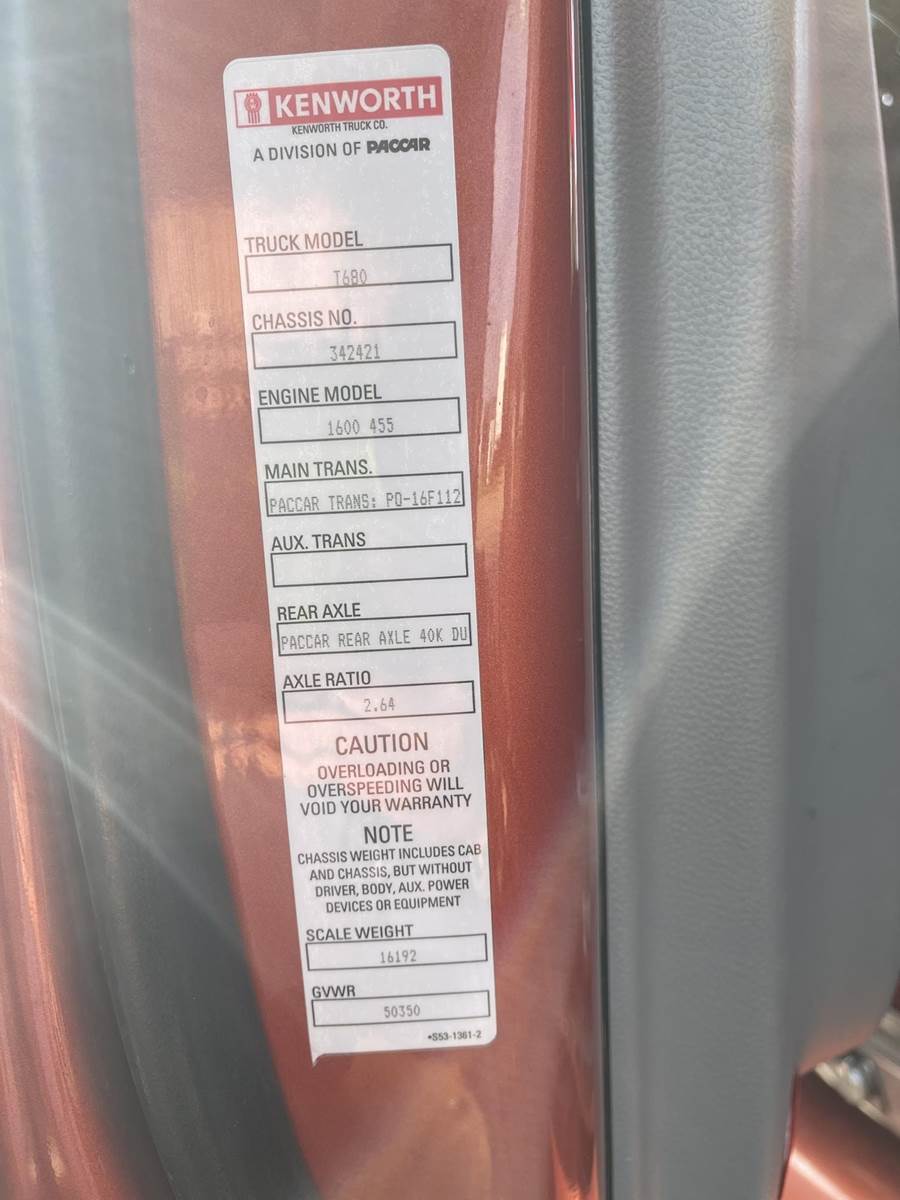 KENWORTH
KENWORTH TRUCK CO.
A DIVISION OF PACCAR
TRUCK MODEL
T680
CHASSIS NO.
342421
ENGINE MODEL
1600 455
MAIN TRANS.
PACCAR TRANS: PO-16F112
AUX. TRANS
REAR AXLE
PACCAR REAR AXLE 40K DU
AXLE RATIO
2.64
CAUTION
OVERLOADING OR
OVERSPEEDING WILL
VOID YOUR WARRANTY
NOTE
CHASSIS WEIGHT INCLUDES CAB
AND CHASSIS, BUT WITHOUT
DRIVER, BODY, AUX. POWER
DEVICES OR EQUIPMENT
SCALE WEIGHT
16192
GVWR
50350
*S53-1361-2